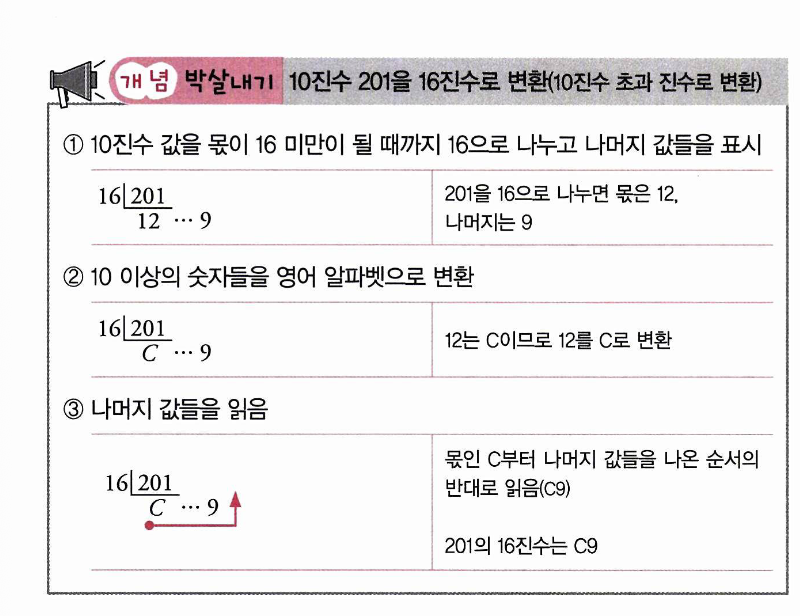 개념 박살내기 10진수 201을 16진수로 변환(10진수 초과 진수로 변환)
① 10진수 값을 몫이 16 미만이 될 때까지 16으로 나누고 나머지 값들을 표시
16 201
12 ··· 9
201을 16으로 나누면 몫은 12,
나머지는 9
② 10 이상의 숫자들을 영어 알파벳으로 변환
16 201
C ··· 9
12는 C이므로 12를 C로 변환
③ 나머지 값들을 읽음
16 201
C ··· 9
몫인 C부터 나머지 값들을 나온 순서의
반대로 읽음(C9)
201의 16진수는 C9